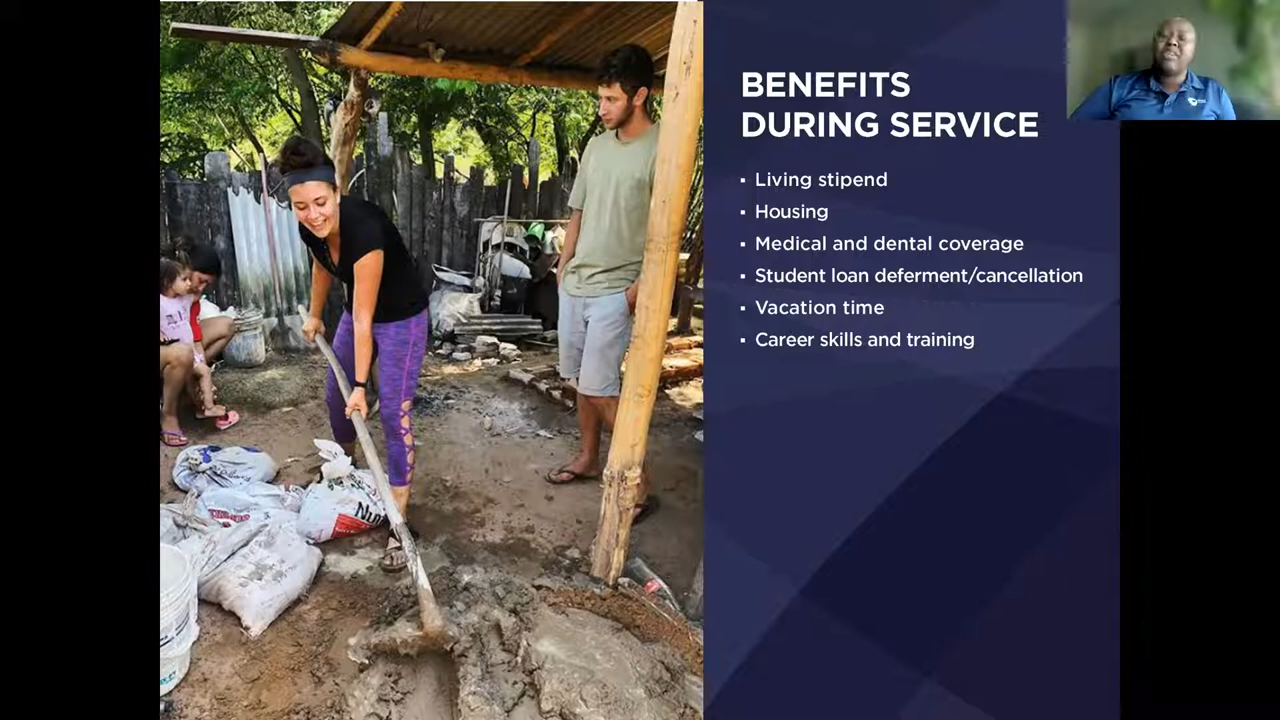 BENEFITS
DURING SERVICE
▪ Living stipend
▪ Housing
▪ Medical and dental coverage
▪ Student loan deferment/cancellation
▪ Vacation time
▪ Career skills and training